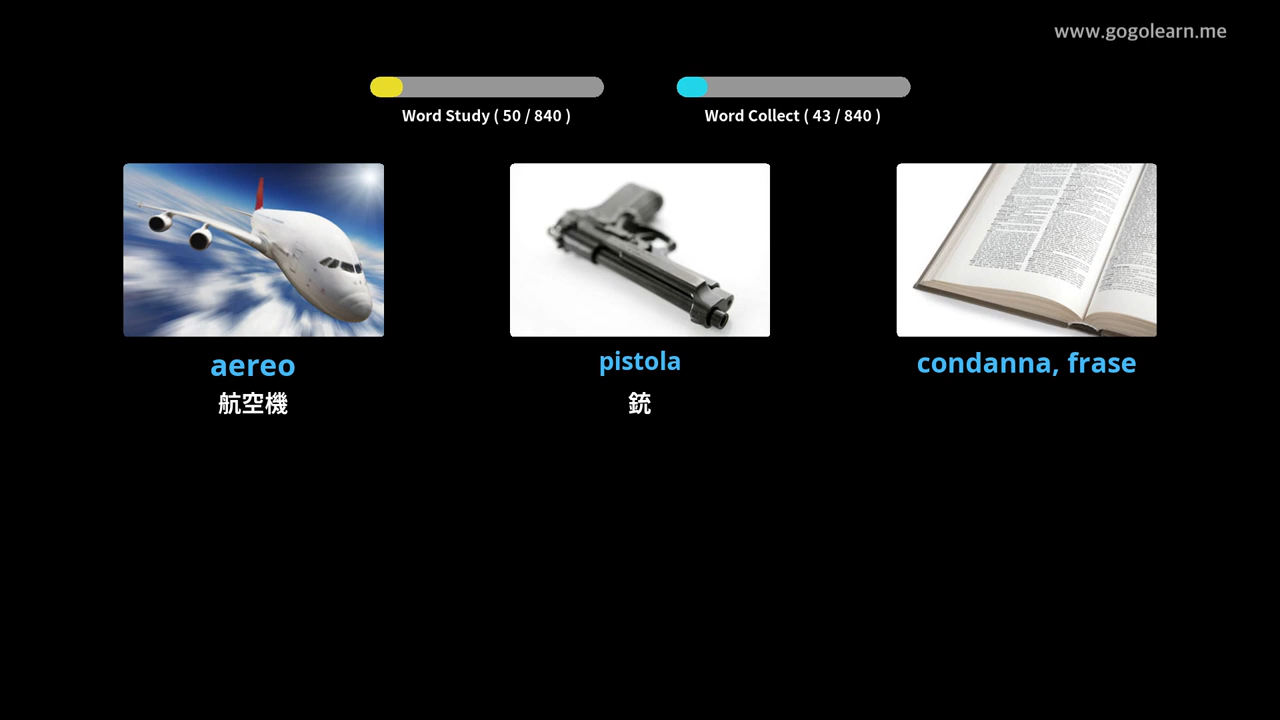 www.gogolearn.me
Word Study ( 50 / 840 )
Word Collect ( 43 / 840 )
aereo
航空機
pistola
銃
condanna, frase